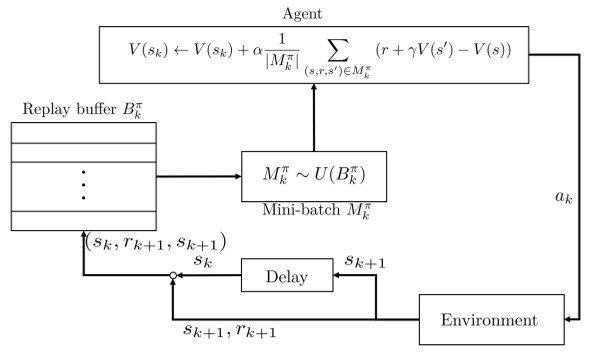 Agent
V(s_k) ← V(s_k) + α 1/|M_k^π| ∑_{(s,r,s′)∈M_k^π} (r + γV(s′) − V(s))
Replay buffer B_k^π
M_k^π ∼ U(B_k^π)
Mini-batch M_k^π
a_k
(s_k, r_{k+1}, s_{k+1})
s_k
s_{k+1}
Delay
s_{k+1}, r_{k+1}
Environment